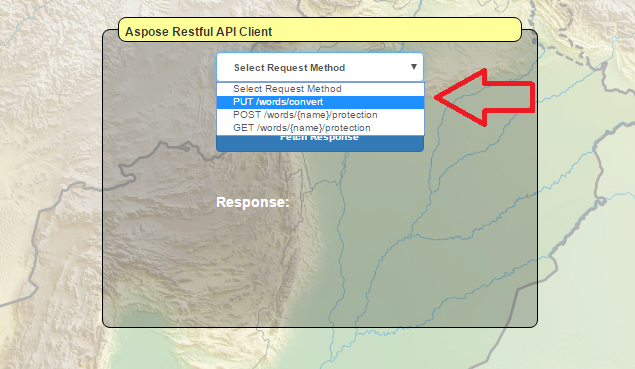 Aspose Restful API Client
Select Request Method
Select Request Method
PUT /words/convert
POST /words/{name}/protection
GET /words/{name}/protection
Fetch Response
Response: